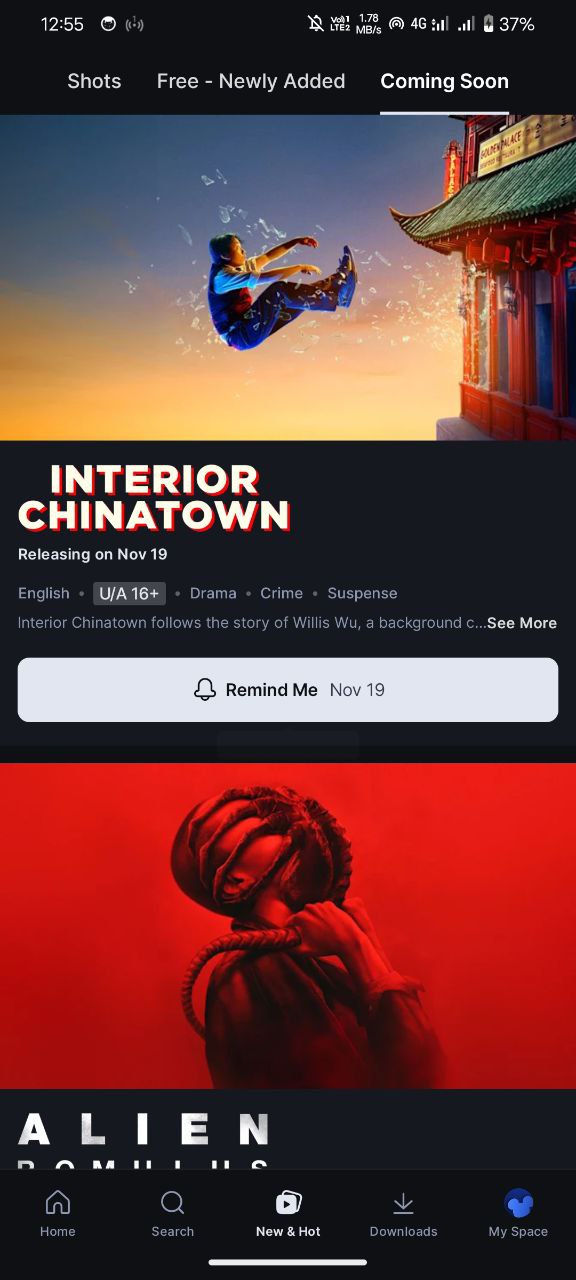 12:55
Vo)) 1
LTE2
1.78
MB/s
4G
37%
Shots
Free - Newly Added
Coming Soon
GOLDEN PALACE
INTERIOR
CHINATOWN
Releasing on Nov 19
English • U/A 16+ • Drama • Crime • Suspense
Interior Chinatown follows the story of Willis Wu, a background c...See More
Remind Me Nov 19
ALIEN
ROMULUS
Home
Search
New & Hot
Downloads
My Space